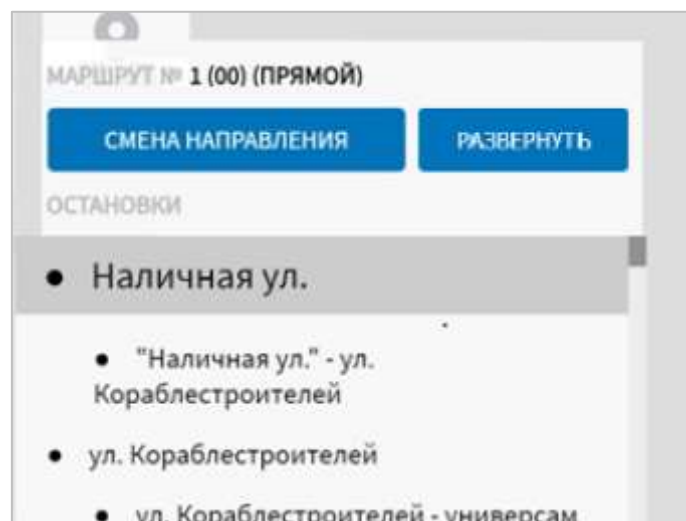 МАРШРУТ № 1 (00) (ПРЯМОЙ)
СМЕНА НАПРАВЛЕНИЯ РАЗВЕРНУТЬ
ОСТАНОВКИ
● Наличная ул.
● "Наличная ул." - ул.
Кораблестроителей
● ул. Кораблестроителей
● ул. Кораблестроителей - универсам